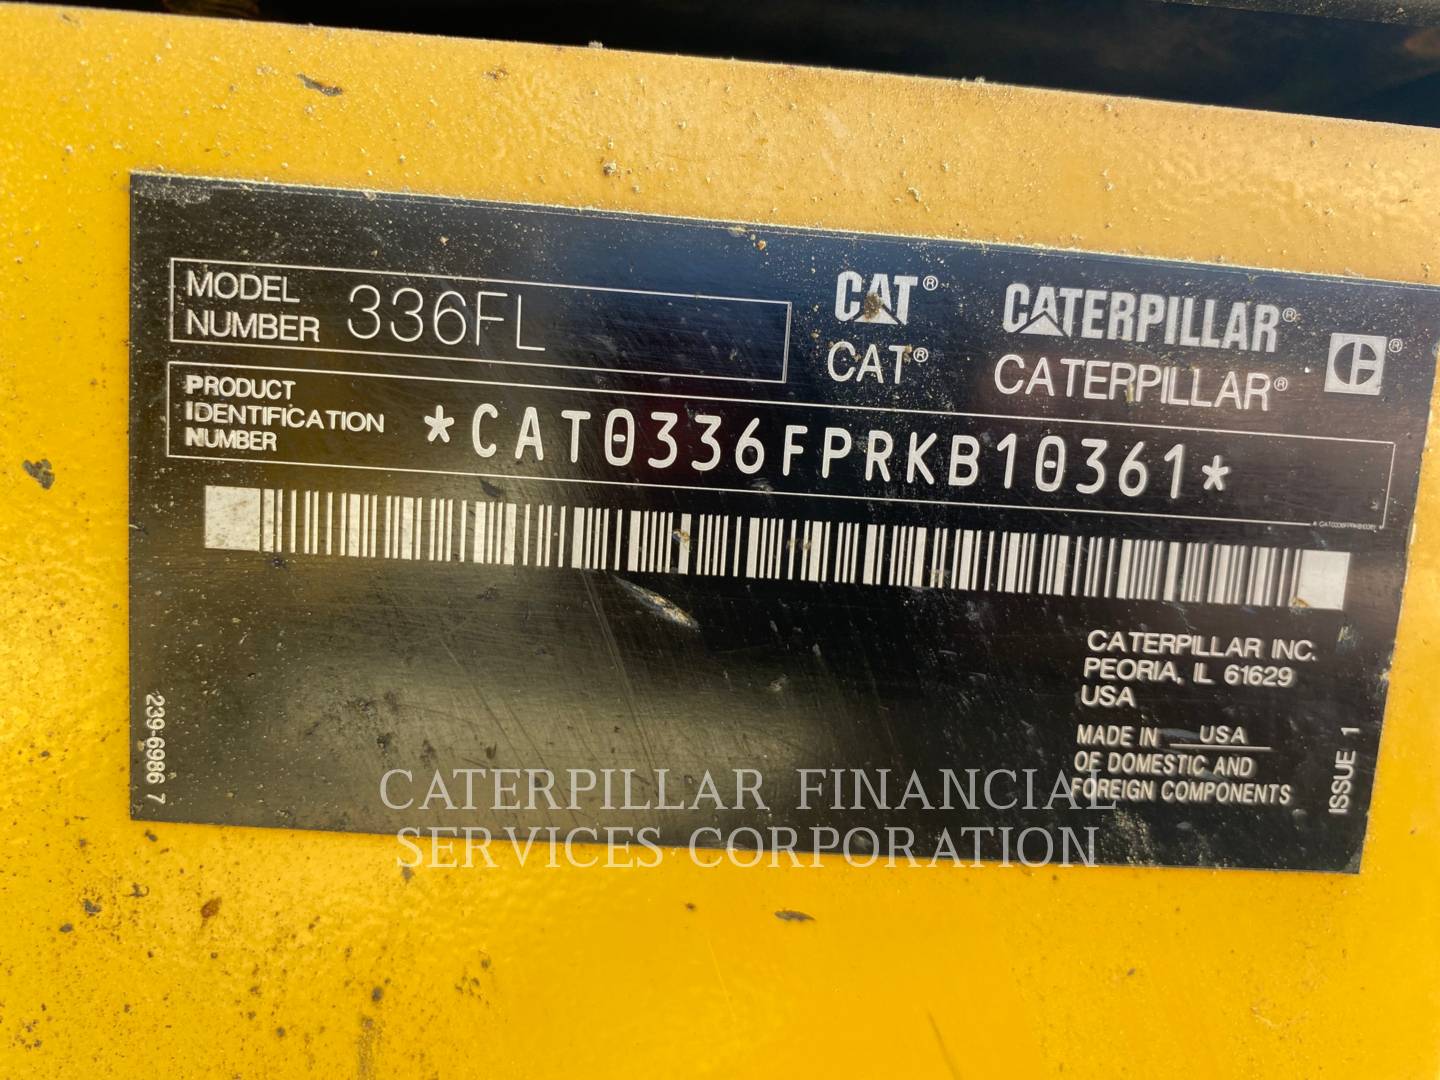 MODEL
NUMBER 336FL
CAT® CATERPILLAR®
CAT® CATERPILLAR®
C®
PRODUCT
IDENTIFICATION
NUMBER
*CAT0336FPRKB10361*
* CAT0336FPRKB10361
CATERPILLAR INC.
PEORIA, IL 61629
USA
MADE IN USA
OF DOMESTIC AND
FOREIGN COMPONENTS
239-6986 7
ISSUE 1
CATERPILLAR FINANCIAL
SERVICES CORPORATION